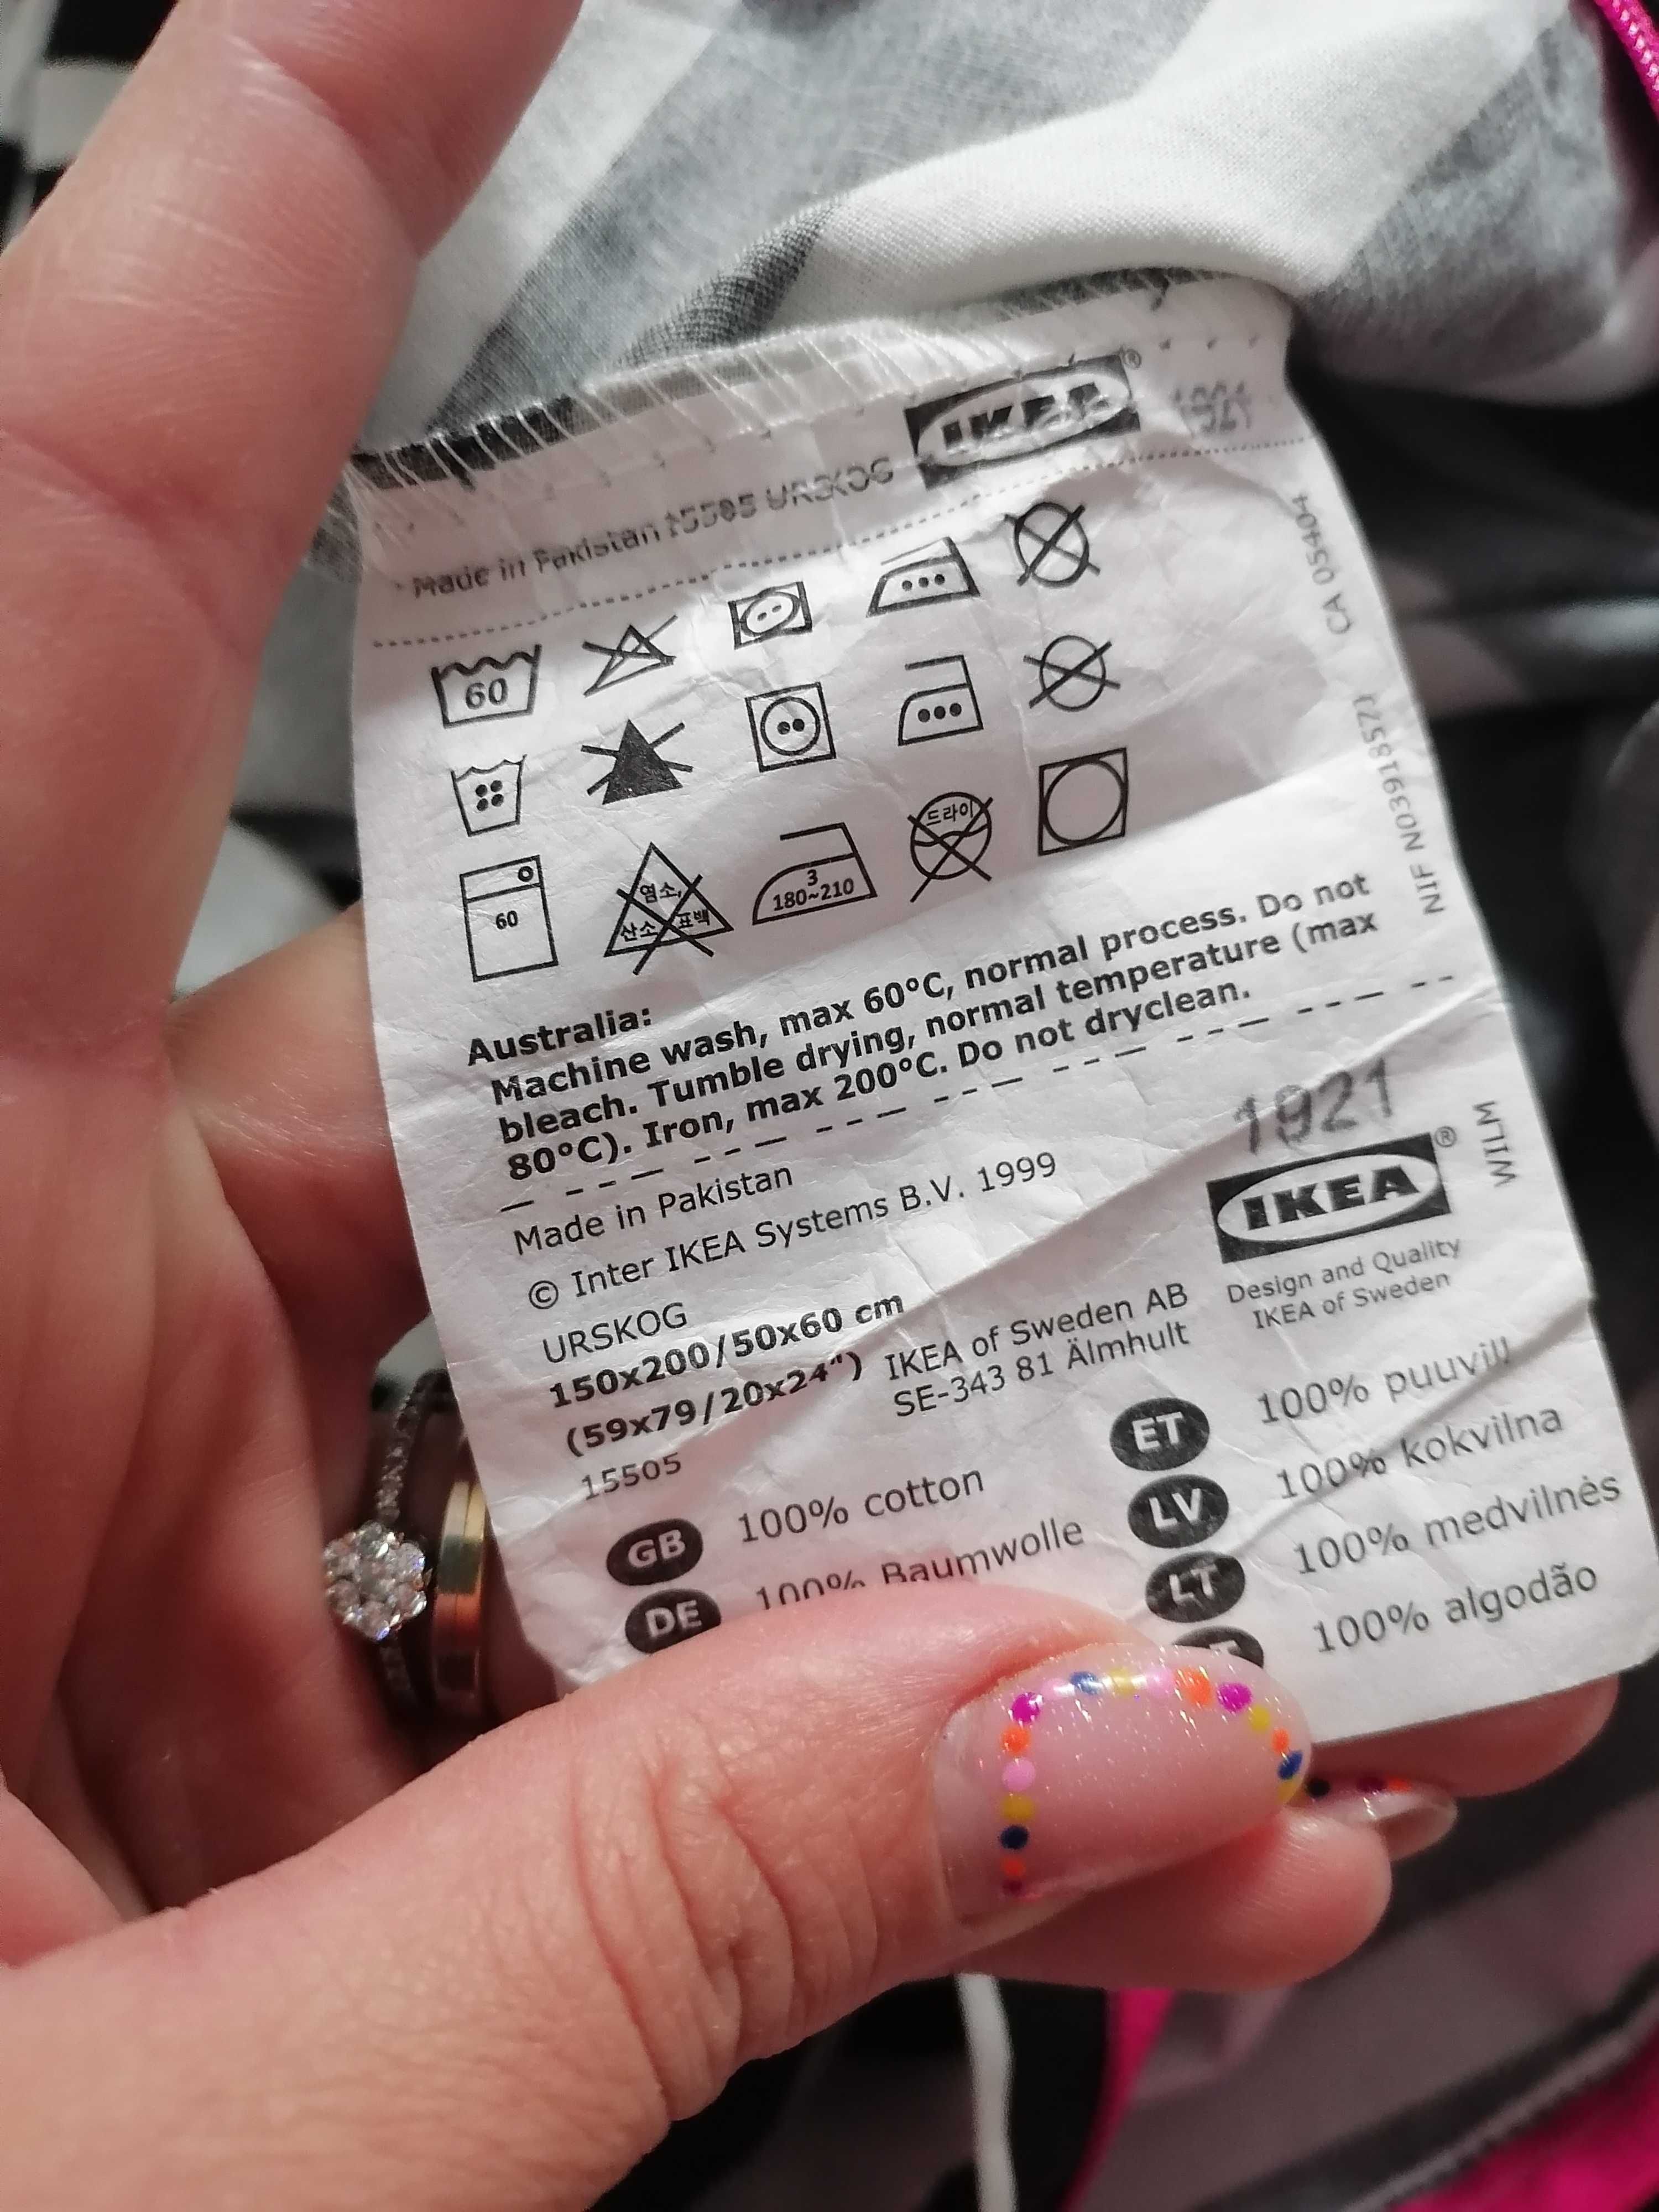 IKEA® 1921
Made in Pakistan 15505 URSKOG
60
60
염소,
산소 표백
3
180~210
드라이
CA 05404
NIF N0391857J
Australia:
Machine wash, max 60°C, normal process. Do not
bleach. Tumble drying, normal temperature (max
80°C). Iron, max 200°C. Do not dryclean.
Made in Pakistan
© Inter IKEA Systems B.V. 1999
URSKOG
150x200/50x60 cm
(59x79/20x24")
15505
IKEA of Sweden AB
SE-343 81 Älmhult
1921
IKEA®
WILM
Design and Quality
IKEA of Sweden
GB 100% cotton
DE 100% Baumwolle
ET 100% puuvill
LV 100% kokvilna
LT 100% medvilnės
100% algodão